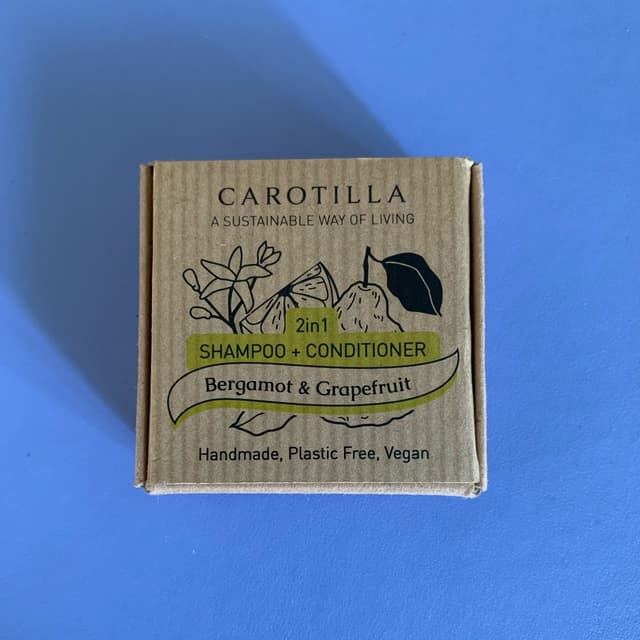 CAROTILLA
A SUSTAINABLE WAY OF LIVING
2in1
SHAMPOO + CONDITIONER
Bergamot & Grapefruit
Handmade, Plastic Free, Vegan